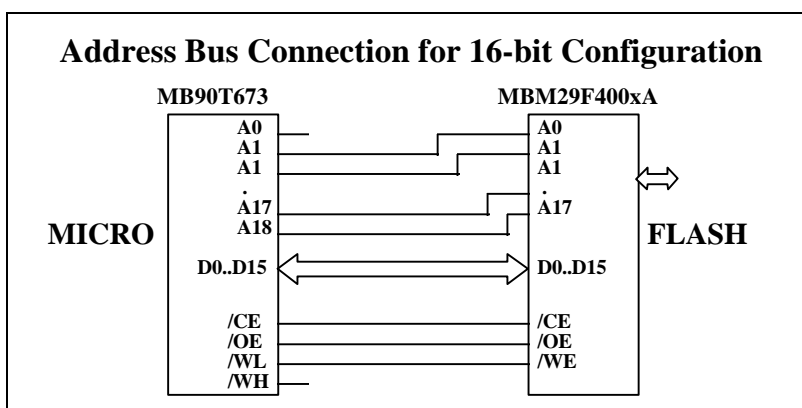 Address Bus Connection for 16-bit Configuration
MB90T673 MBM29F400xA
A0 A0
A1 A1
A1 A1
. .
A17 A17
A18
MICRO FLASH
D0..D15 D0..D15
/CE /CE
/OE /OE
/WL /WE
/WH